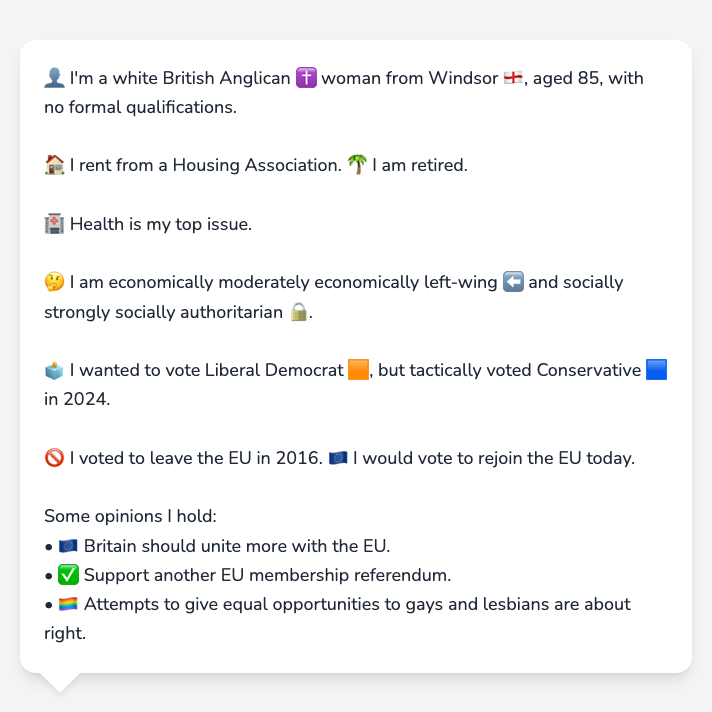 👤 I'm a white British Anglican ✝️ woman from Windsor 🏴󠁧󠁢󠁥󠁮󠁧󠁿, aged 85, with
no formal qualifications.
🏠 I rent from a Housing Association. 🌴 I am retired.
🏥 Health is my top issue.
🤔 I am economically moderately economically left-wing ⬅️ and socially
strongly socially authoritarian 🔒.
🗳️ I wanted to vote Liberal Democrat 🟧, but tactically voted Conservative 🟦
in 2024.
🚫 I voted to leave the EU in 2016. 🇪🇺 I would vote to rejoin the EU today.
Some opinions I hold:
• 🇪🇺 Britain should unite more with the EU.
• ✅ Support another EU membership referendum.
• 🏳️‍🌈 Attempts to give equal opportunities to gays and lesbians are about
right.